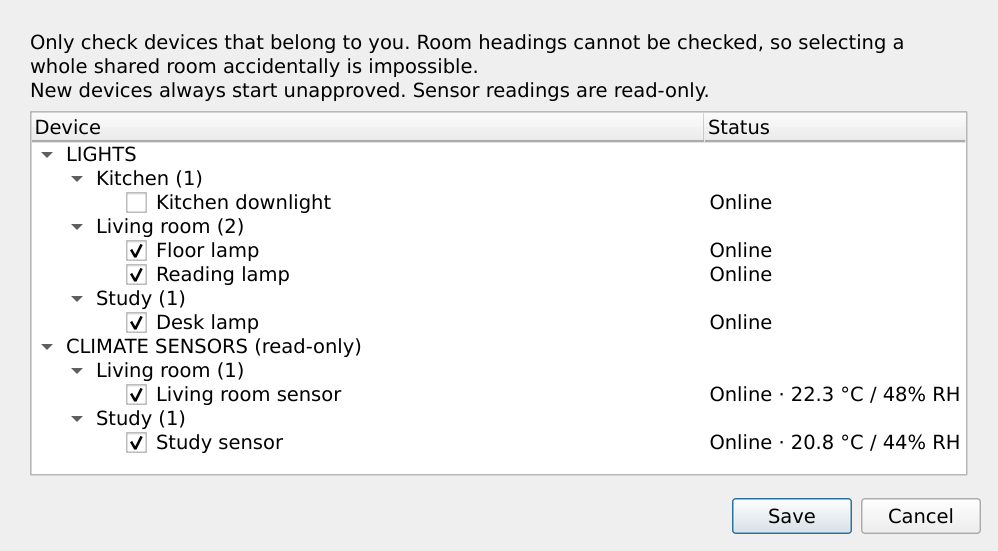 Only check devices that belong to you. Room headings cannot be checked, so selecting a
whole shared room accidentally is impossible.
New devices always start unapproved. Sensor readings are read-only.
Device Status
LIGHTS
Kitchen (1)
Kitchen downlight Online
Living room (2)
Floor lamp Online
Reading lamp Online
Study (1)
Desk lamp Online
CLIMATE SENSORS (read-only)
Living room (1)
Living room sensor Online · 22.3 °C / 48% RH
Study (1)
Study sensor Online · 20.8 °C / 44% RH
Save Cancel